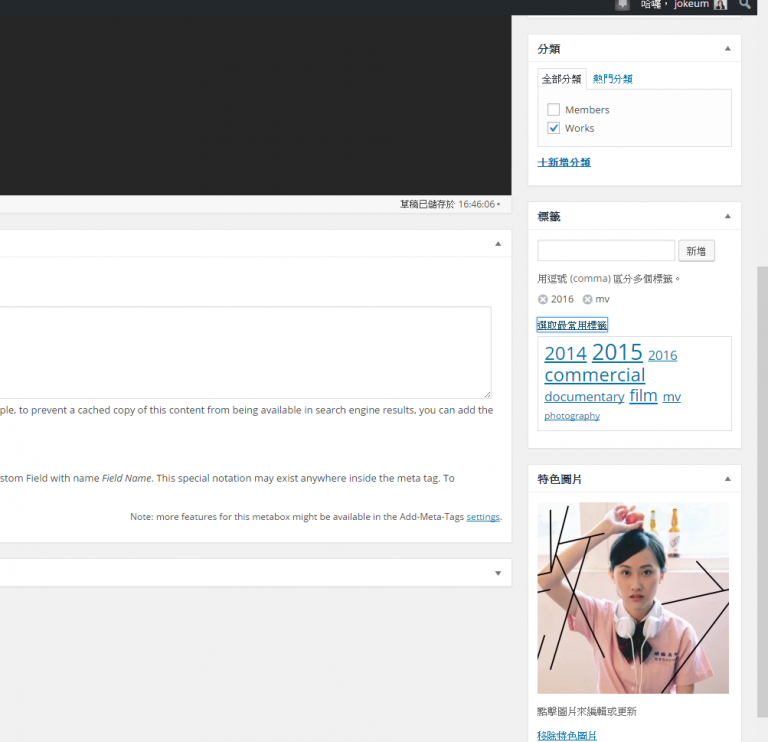 哈囉， jokeum
分類
全部分類 熱門分類
Members
Works
＋新增分類
草稿已儲存於 16:46:06。
標籤
新增
用逗號 (comma) 區分多個標籤。
2016 mv
選取最常用標籤
2014 2015 2016
commercial
documentary film mv
photography
ple, to prevent a cached copy of this content from being available in search engine results, you can add the
stom Field with name Field Name. This special notation may exist anywhere inside the meta tag. To
Note: more features for this metabox might be available in the Add-Meta-Tags settings.
特色圖片
點擊圖片來編輯或更新
移除特色圖片